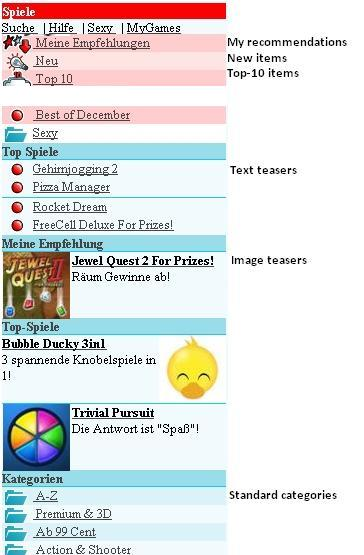 Spiele
Suche | Hilfe | Sexy | MyGames
Meine Empfehlungen My recommendations
Neu New items
Top 10 Top-10 items
Best of December
Sexy
Top Spiele
Gehirnjogging 2 Text teasers
Pizza Manager
Rocket Dream
FreeCell Deluxe For Prizes!
Meine Empfehlung
JEWEL QUEST II
Jewel Quest 2 For Prizes! Image teasers
Räum Gewinne ab!
Top-Spiele
Bubble Ducky 3in1
3 spannende Knobelspiele in
1!
Trivial Pursuit
Die Antwort ist "Spaß"!
Kategorien
A-Z Standard categories
Premium & 3D
Ab 99 Cent
Action & Shooter